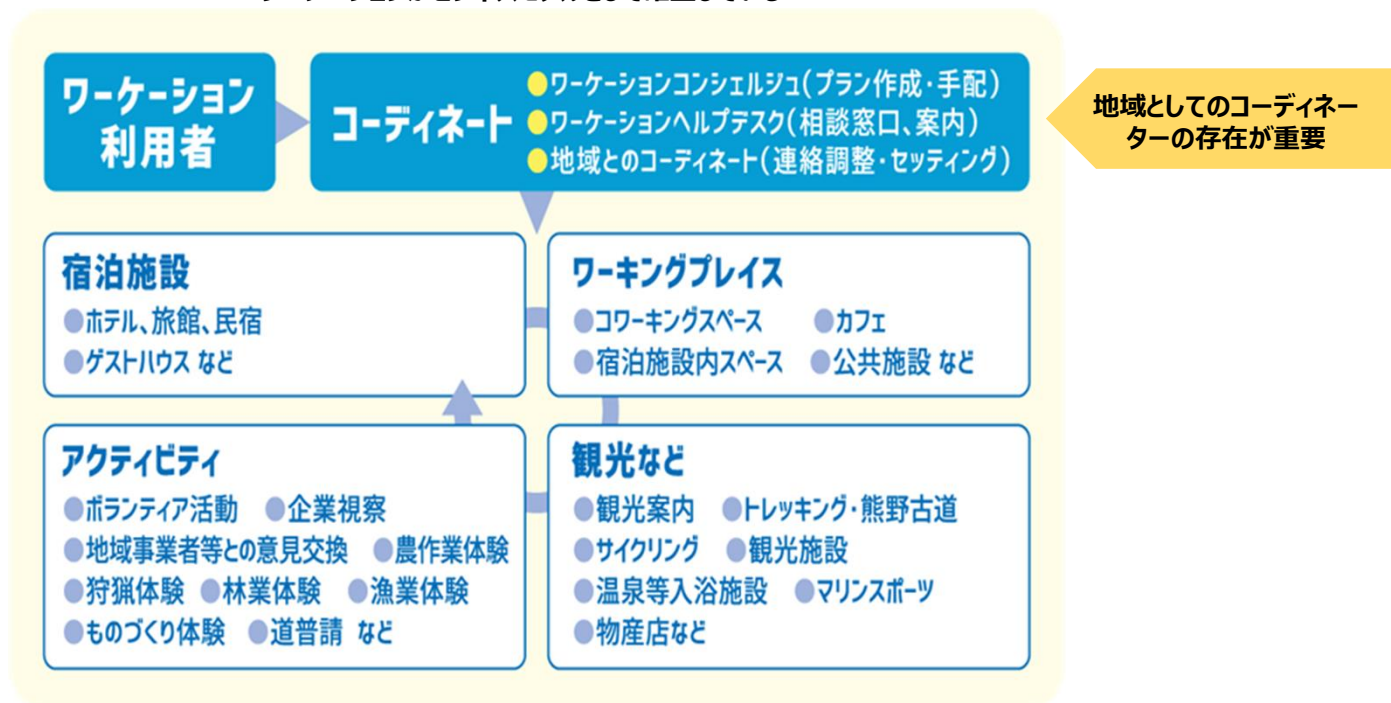 ワーケーション
利用者
コーディネート
●ワーケーションコンシェルジュ(プラン作成・手配)
●ワーケーションヘルプデスク(相談窓口、案内)
●地域とのコーディネート(連絡調整・セッティング)
地域としてのコーディネー
ターの存在が重要
宿泊施設
●ホテル、旅館、民宿
●ゲストハウス など
ワーキングプレイス
●コワーキングスペース ●カフェ
●宿泊施設内スペース ●公共施設 など
アクティビティ
●ボランティア活動 ●企業視察
●地域事業者等との意見交換 ●農作業体験
●狩猟体験 ●林業体験 ●漁業体験
●ものづくり体験 ●道普請 など
観光など
●観光案内 ●トレッキング・熊野古道
●サイクリング ●観光施設
●温泉等入浴施設 ●マリンスポーツ
●物産店など